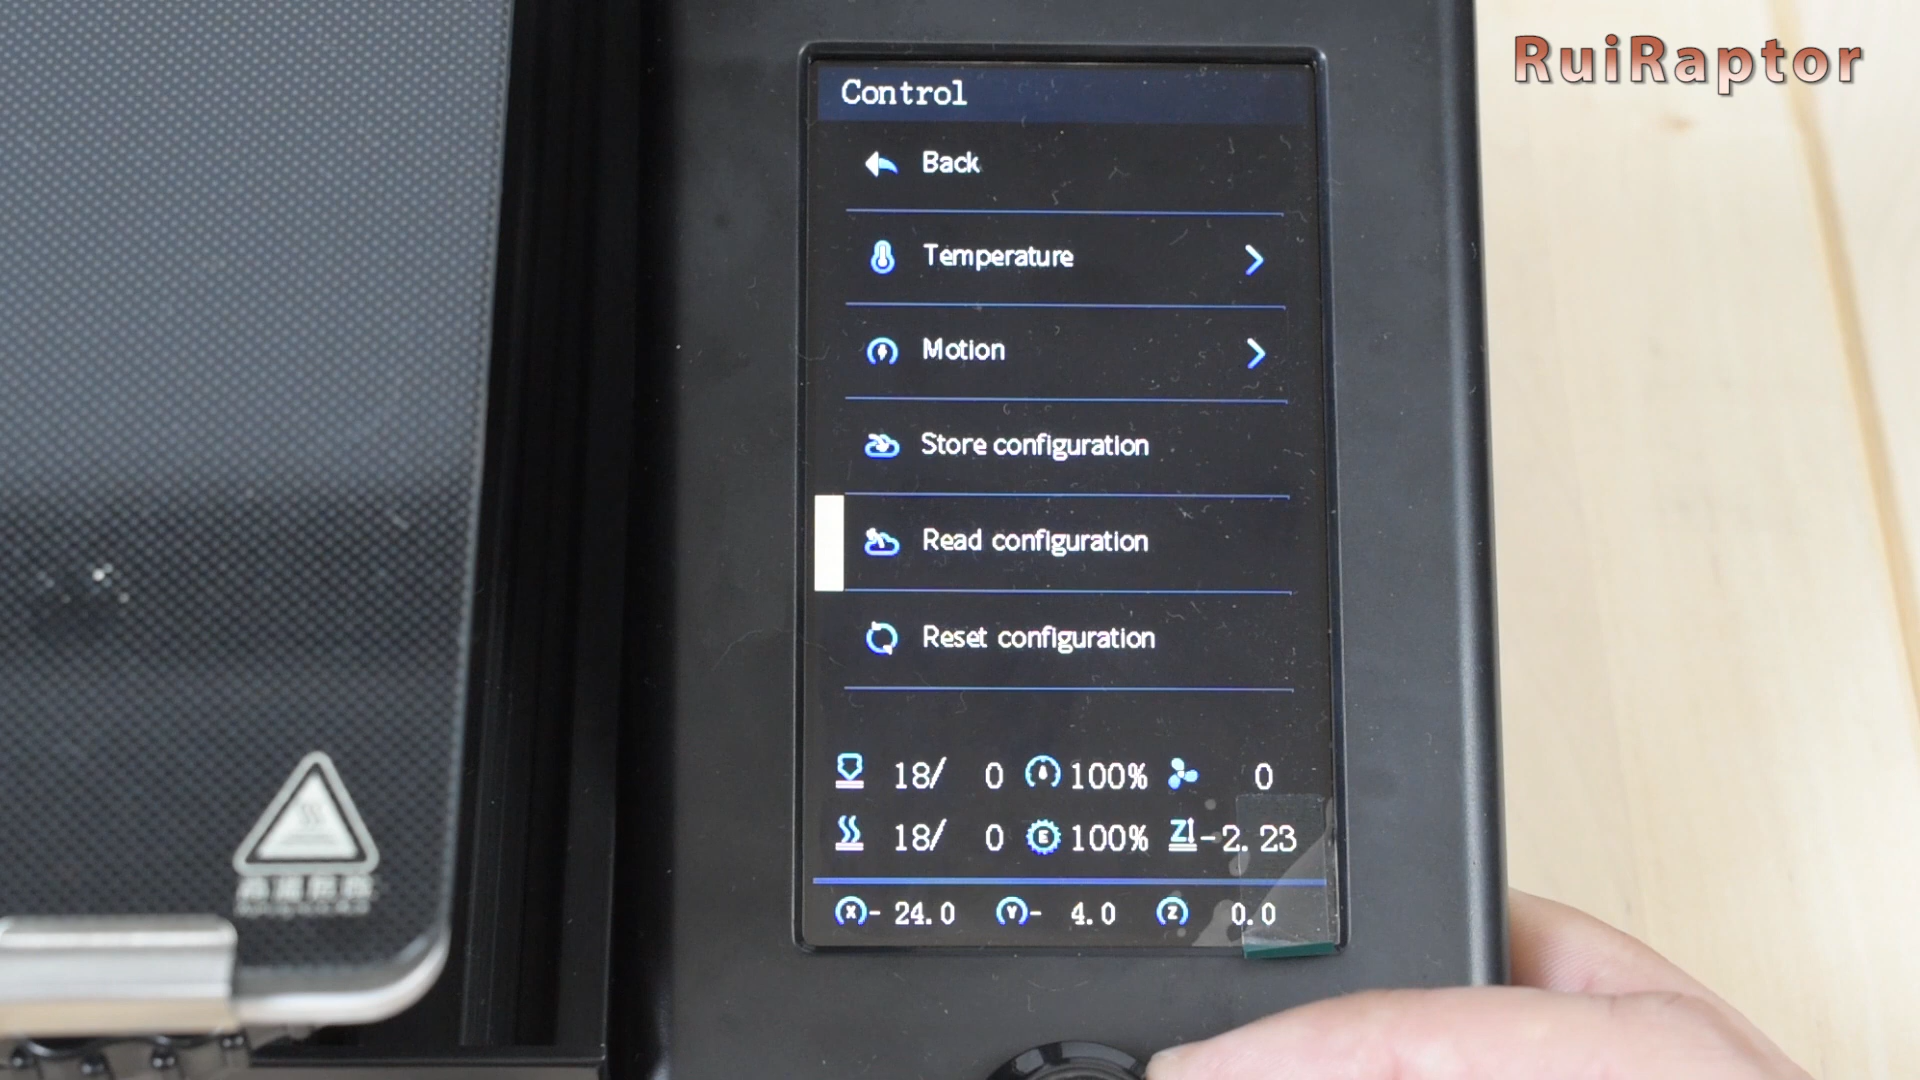 RuiRaptor
Control
Back
Temperature
Motion
Store configuration
Read configuration
Reset configuration
18/ 0 100% 0
18/ 0 E 100% Z -2.23
X - 24.0 Y - 4.0 Z 0.0